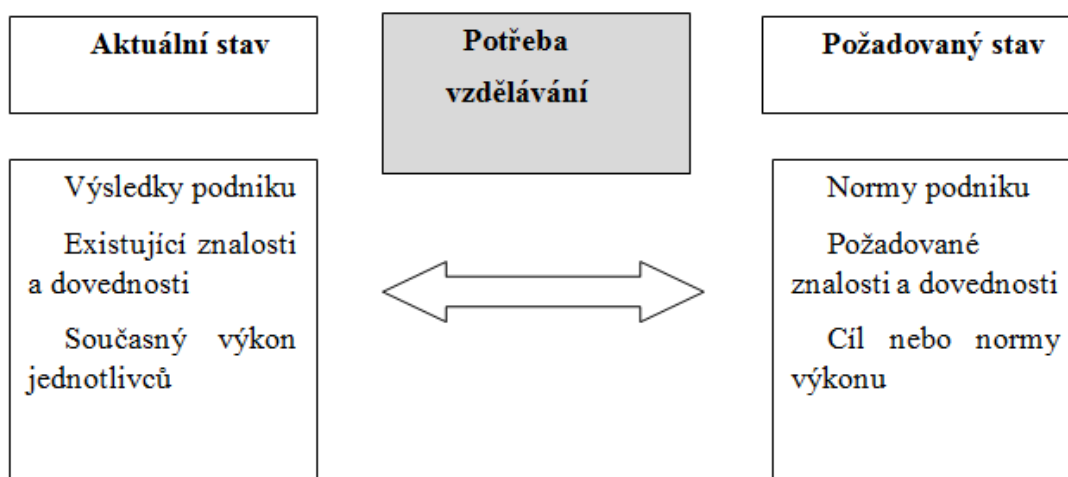 Aktuální stav
Potřeba
vzdělávání
Požadovaný stav
Výsledky podniku
Existující znalosti
a dovednosti
Současný výkon
jednotlivců
Normy podniku
Požadované
znalosti a dovednosti
Cíl nebo normy
výkonu